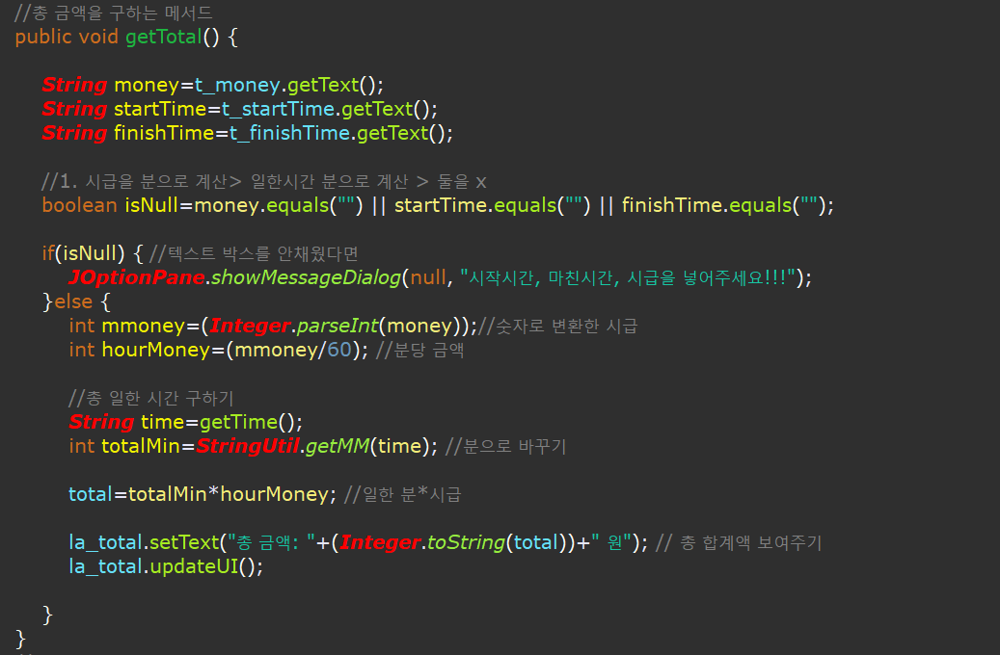 //총 금액을 구하는 메서드
public void getTotal() {
String money=t_money.getText();
String startTime=t_startTime.getText();
String finishTime=t_finishTime.getText();
//1. 시급을 분으로 계산> 일한시간 분으로 계산 > 둘을 x
boolean isNull=money.equals("") || startTime.equals("") || finishTime.equals("");
if(isNull) { //텍스트 박스를 안채웠다면
JOptionPane.showMessageDialog(null, "시작시간, 마친시간, 시급을 넣어주세요!!!");
}else {
int mmoney=(Integer.parseInt(money));//숫자로 변환한 시급
int hourMoney=(mmoney/60); //분당 금액
//총 일한 시간 구하기
String time=getTime();
int totalMin=StringUtil.getMM(time); //분으로 바꾸기
total=totalMin*hourMoney; //일한 분*시급
la_total.setText("총 금액: "+(Integer.toString(total))+" 원"); // 총 합계액 보여주기
la_total.updateUI();
}
}